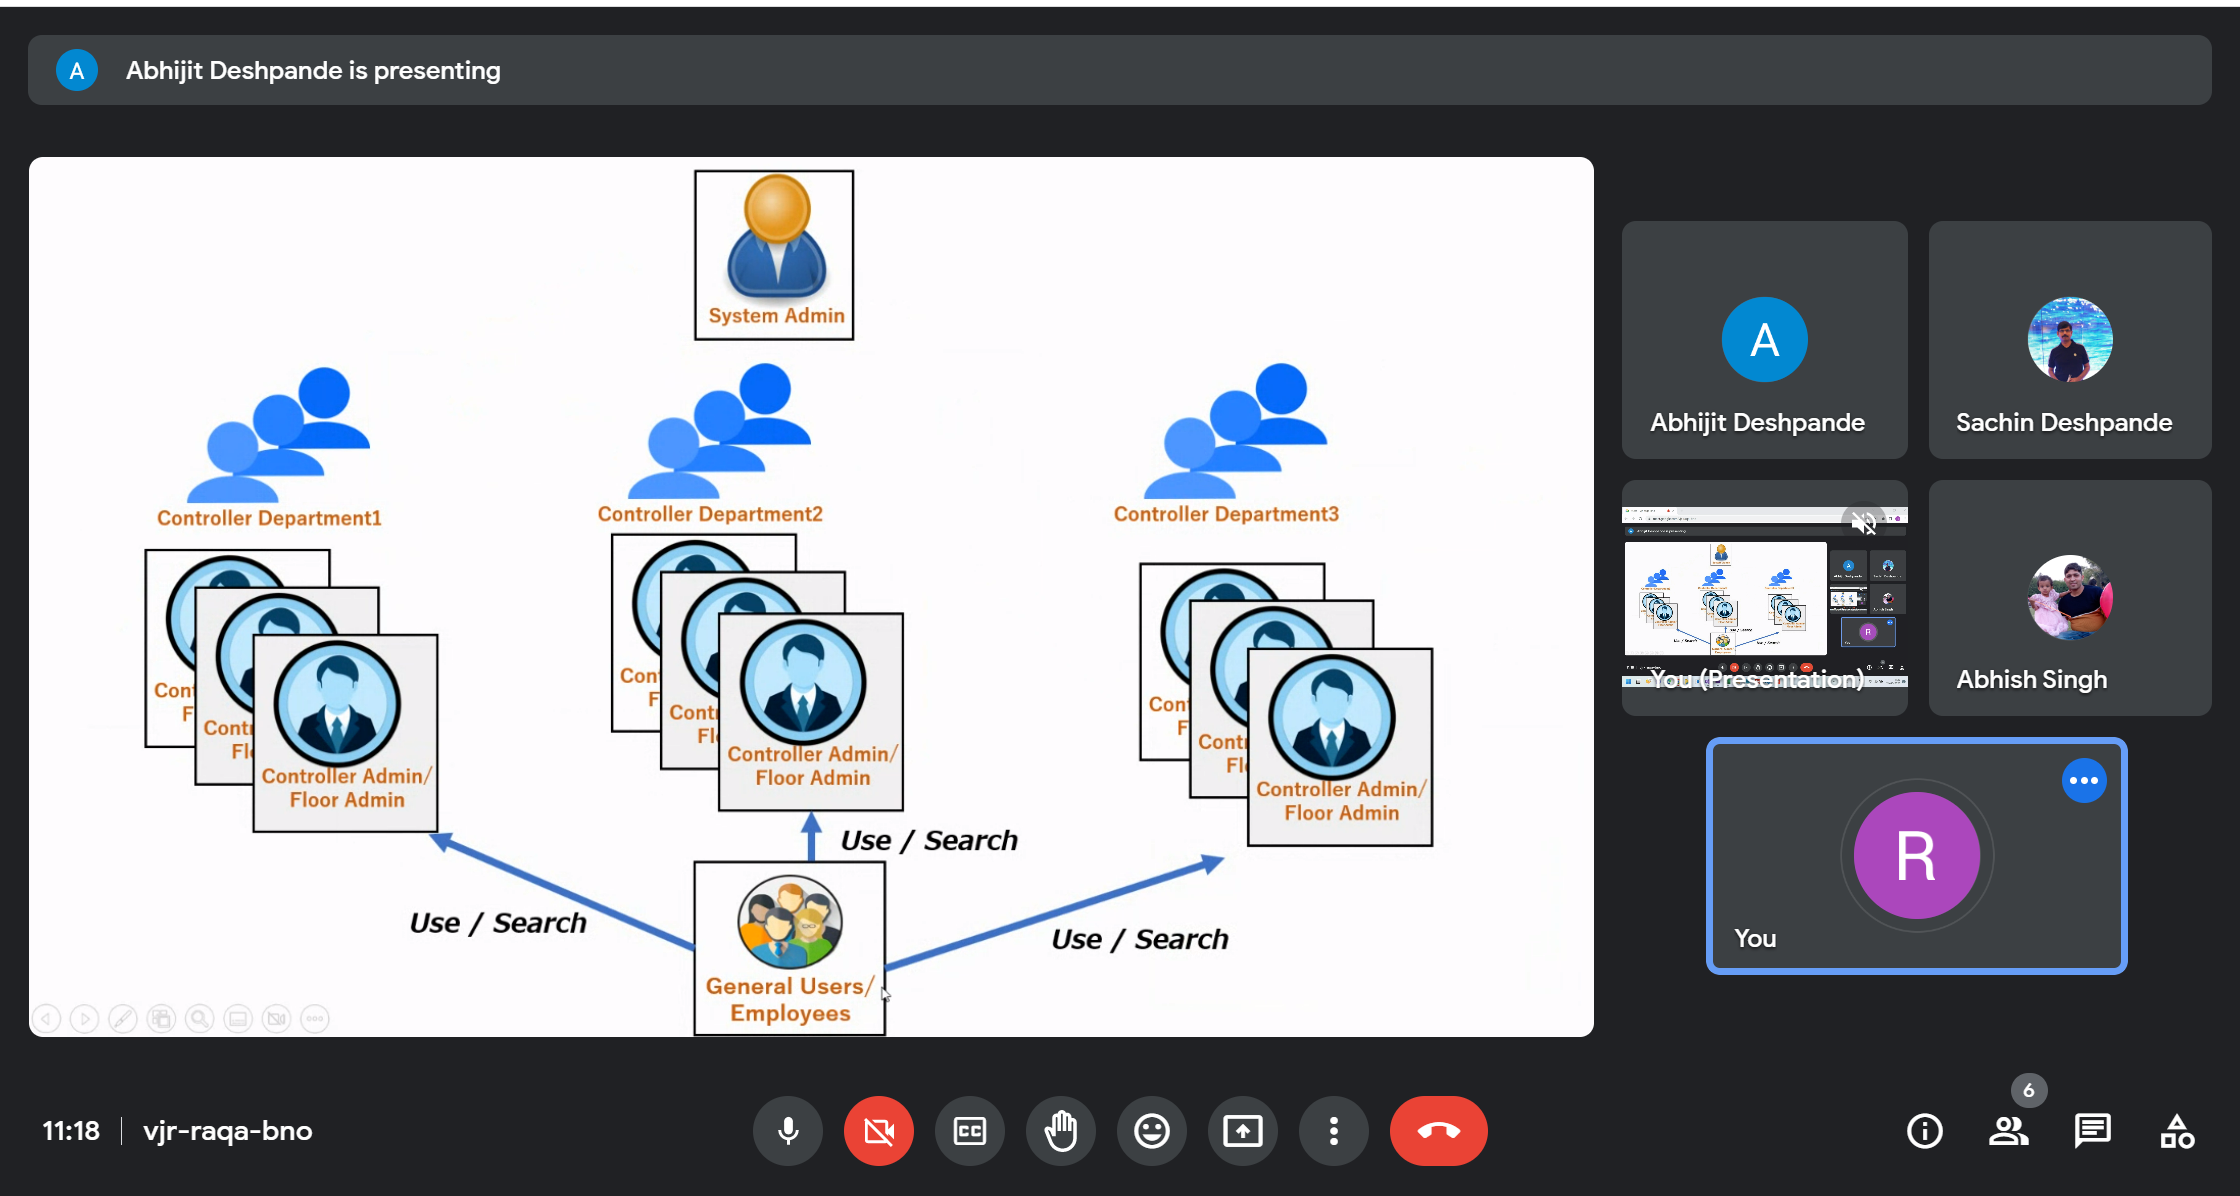 A
Abhijit Deshpande is presenting
System Admin
Controller Department1
Controller Department2
Controller Department3
Cont
F
Contr
Fl
Controller Admin/
Floor Admin
Con
F
Cont
Fl
Controller Admin/
Floor Admin
Con
F
Cont
Fl
Controller Admin/
Floor Admin
Use / Search
Use / Search
Use / Search
General Users/
Employees
A
Abhijit Deshpande
Sachin Deshpande
You (Presentation)
Abhish Singh
R
You
11:18
vjr-raqa-bno
CC
6